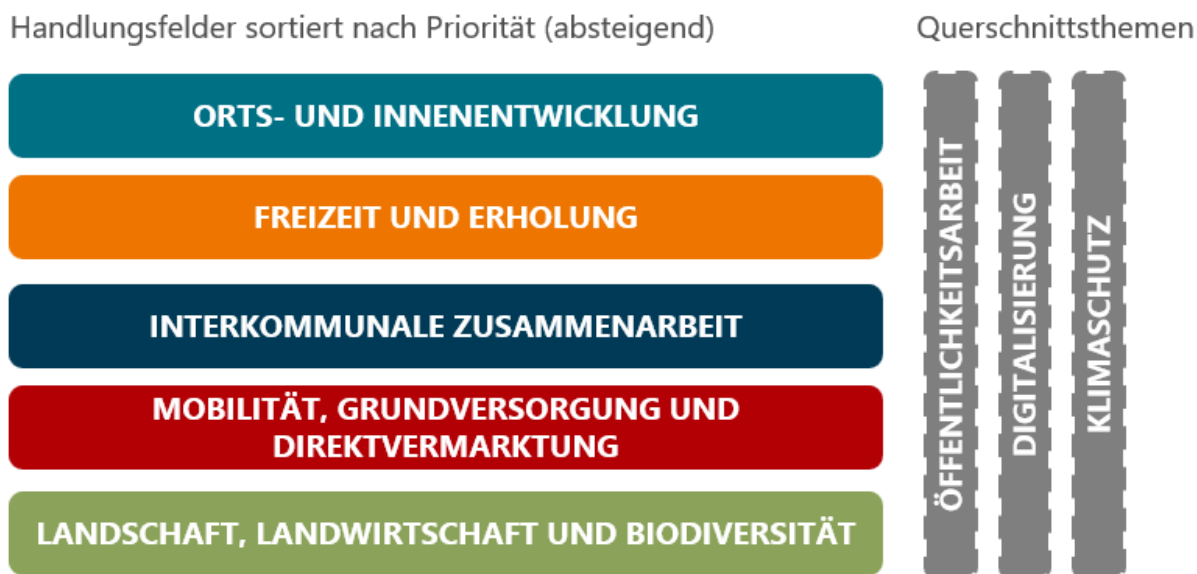 Handlungsfelder sortiert nach Priorität (absteigend)
Querschnittsthemen
ORTS- UND INNENENTWICKLUNG
FREIZEIT UND ERHOLUNG
INTERKOMMUNALE ZUSAMMENARBEIT
MOBILITÄT, GRUNDVERSORGUNG UND
DIREKTVERMARKTUNG
LANDSCHAFT, LANDWIRTSCHAFT UND BIODIVERSITÄT
ÖFFENTLICHKEITSARBEIT
DIGITALISIERUNG
KLIMASCHUTZ